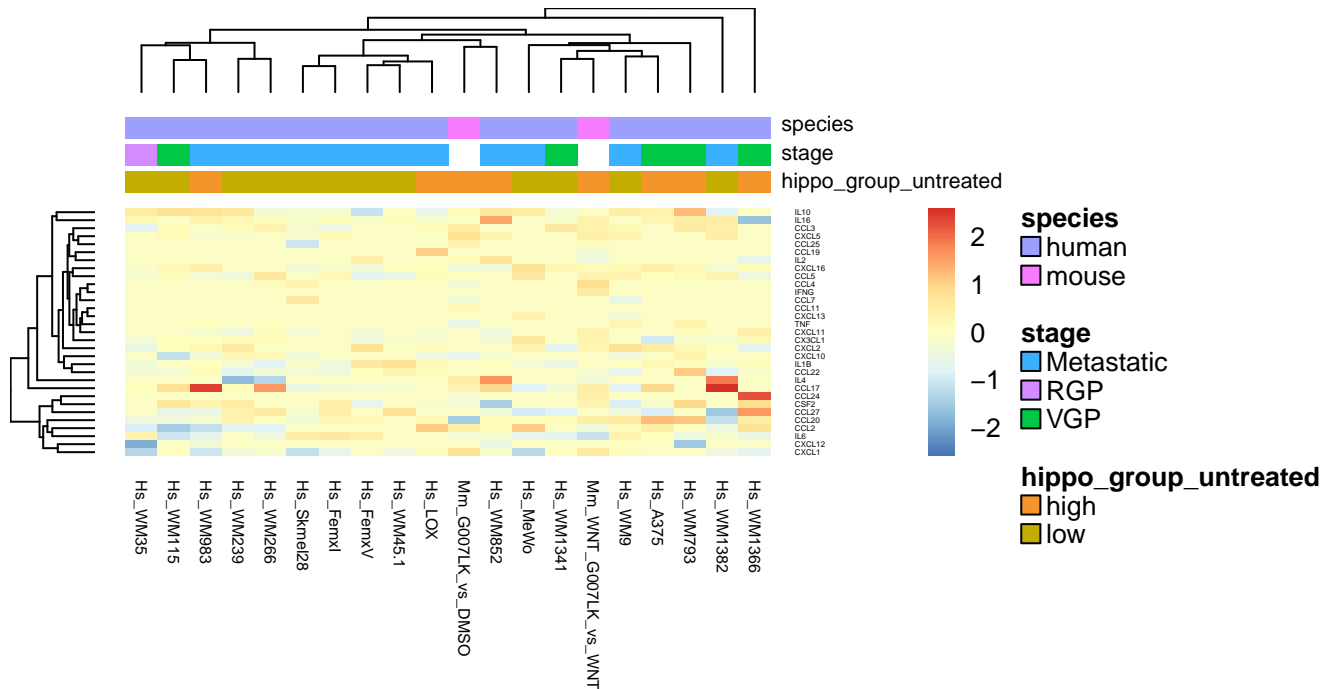 species
stage
hippo_group_untreated
IL10
IL16
CCL3
CXCL5
CCL25
CCL19
IL2
CXCL16
CCL5
CCL4
IFNG
CCL7
CCL11
CXCL13
TNF
CXCL11
CX3CL1
CXCL2
CXCL10
IL1B
CCL22
IL4
CCL17
CCL24
CSF2
CCL27
CCL20
CCL2
IL6
CXCL12
CXCL1
Hs_WM35
Hs_WM115
Hs_WM983
Hs_WM239
Hs_WM266
Hs_Skmel28
Hs_FemxI
Hs_FemxV
Hs_WM45.1
Hs_LOX
Mm_G007LK_vs_DMSO
Hs_WM852
Hs_MeWo
Hs_WM1341
Mm_WNT_G007LK_vs_WNT
Hs_WM9
Hs_A375
Hs_WM793
Hs_WM1382
Hs_WM1366
2
1
0
−1
−2
species
human
mouse
stage
Metastatic
RGP
VGP
hippo_group_untreated
high
low